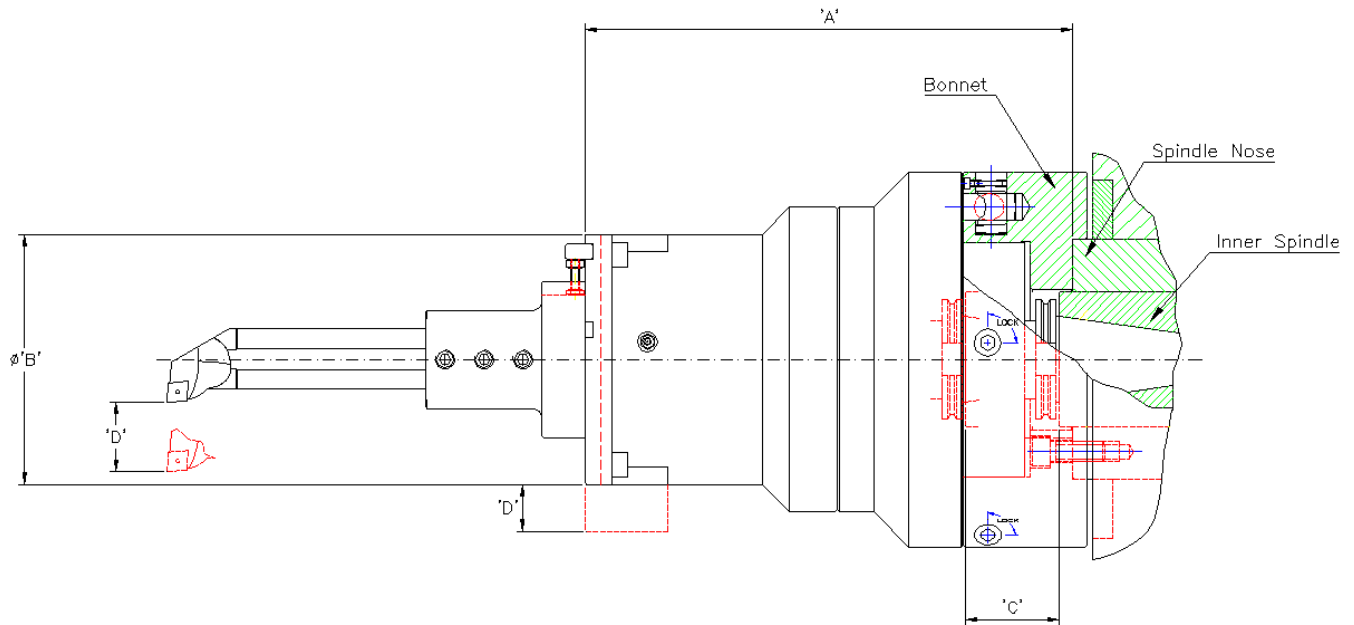 'A'
Bonnet
Spindle Nose
Inner Spindle
ø'B'
LOCK
'D'
'D'
LOCK
'C'